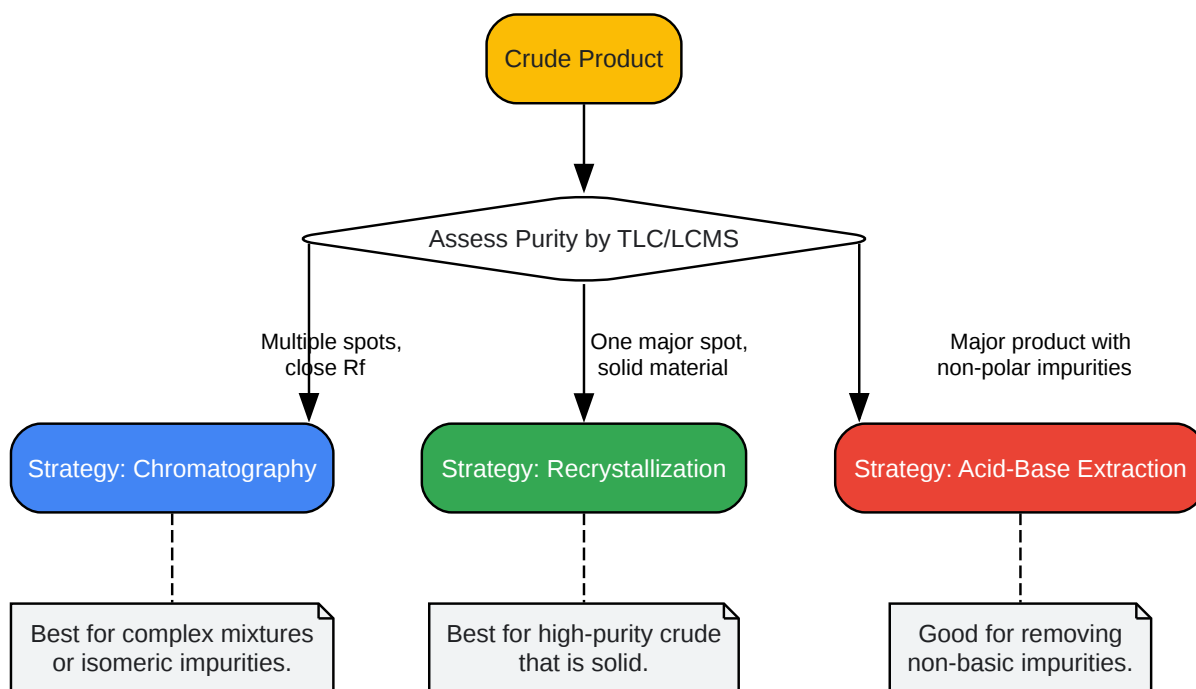 Crude Product
Assess Purity by TLC/LCMS
Multiple spots,
close Rf
One major spot,
solid material
Major product with
non-polar impurities
Strategy: Chromatography
Strategy: Recrystallization
Strategy: Acid-Base Extraction
Best for complex mixtures
or isomeric impurities.
Best for high-purity crude
that is solid.
Good for removing
non-basic impurities.